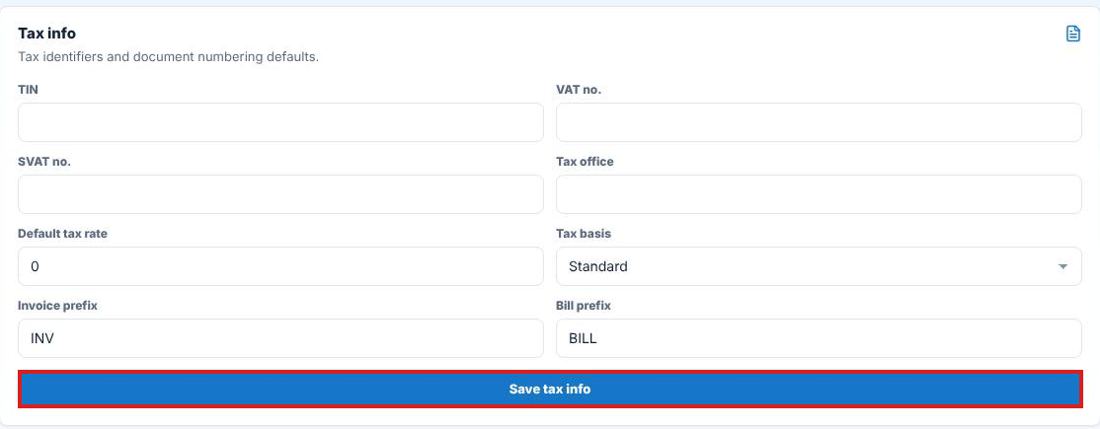 Tax info
Tax identifiers and document numbering defaults.
TIN
VAT no.
SVAT no.
Tax office
Default tax rate
Tax basis
0
Standard
Invoice prefix
Bill prefix
INV
BILL
Save tax info